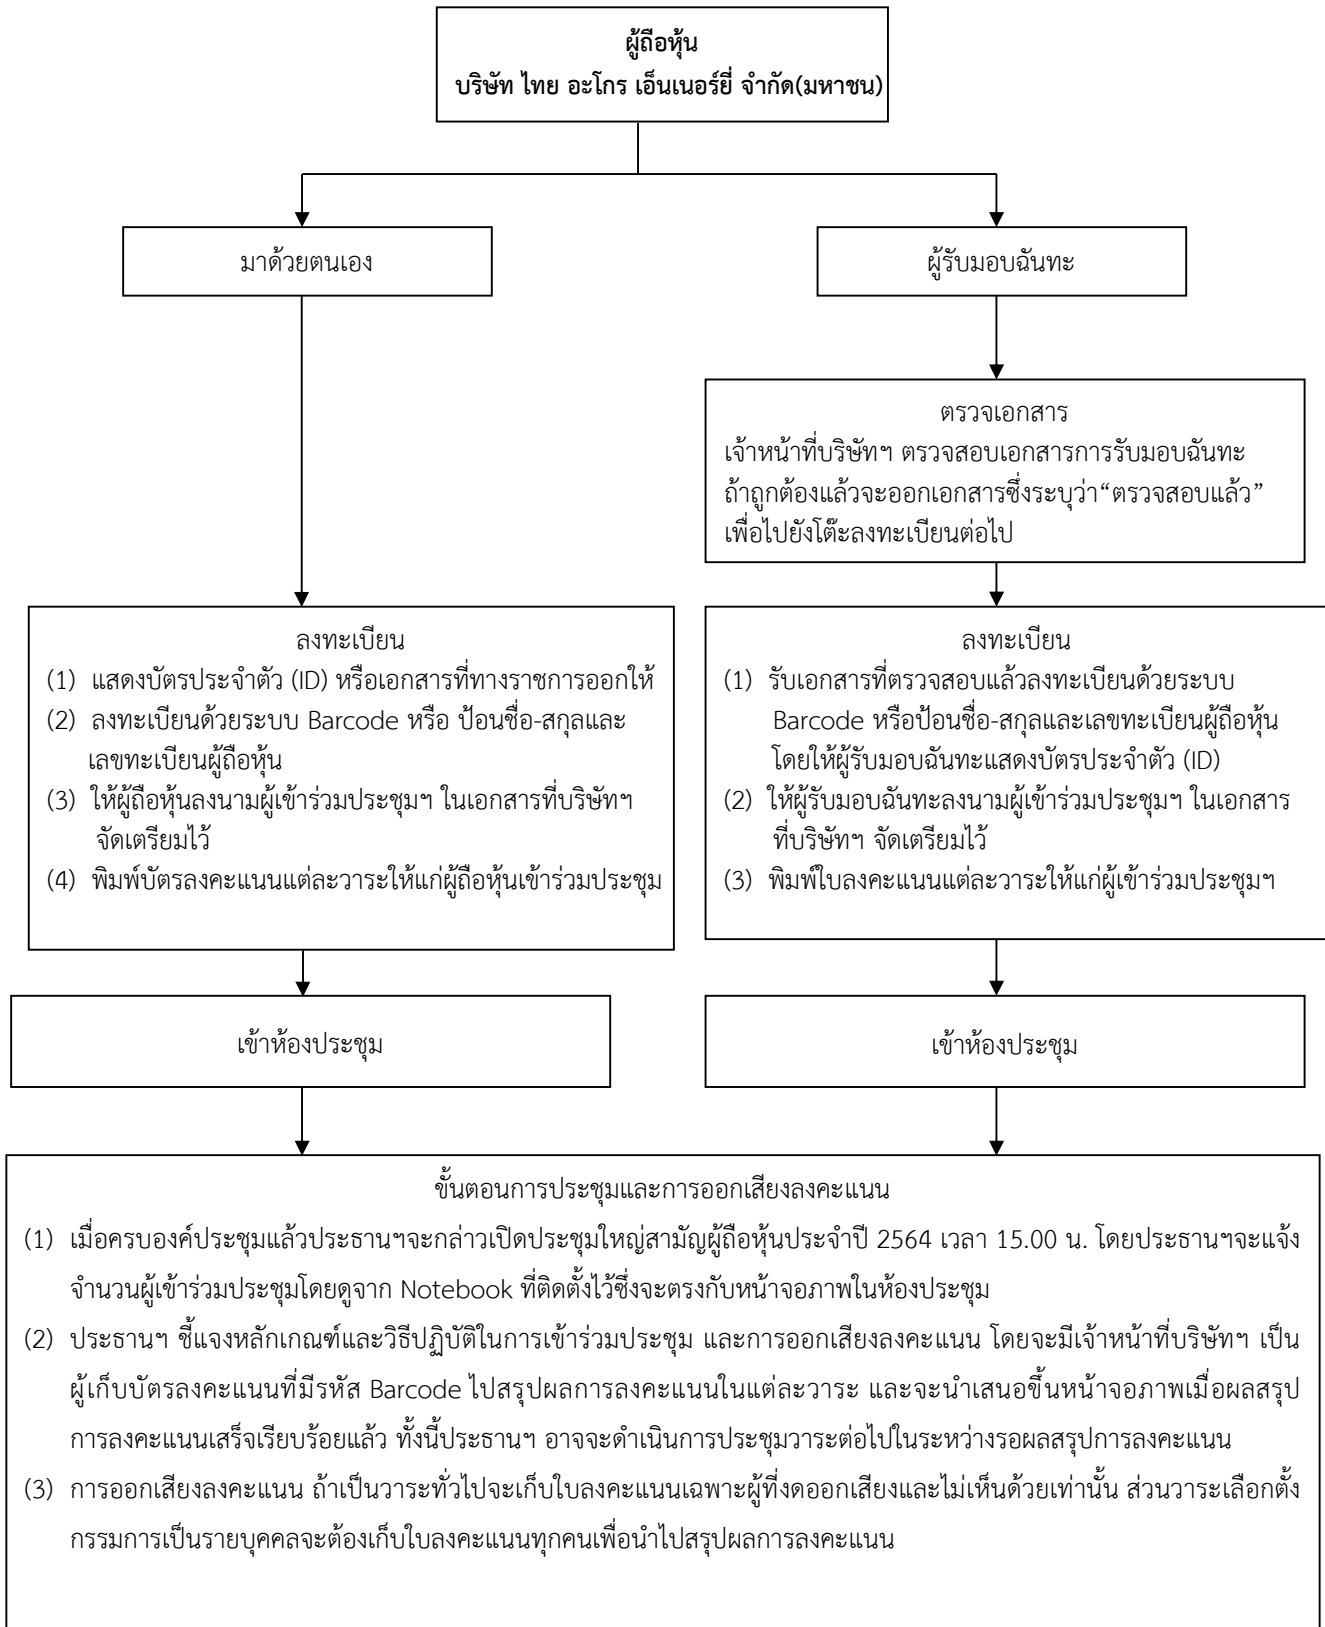 ผู้ถือหุ้น
บริษัท ไทย อะโกร เอ็นเนอร์ยี่ จำกัด(มหาชน)
มาด้วยตนเอง
ผู้รับมอบฉันทะ
ตรวจเอกสาร
เจ้าหน้าที่บริษัทฯ ตรวจสอบเอกสารการรับมอบฉันทะ
ถ้าถูกต้องแล้วจะออกเอกสารซึ่งระบุว่า“ตรวจสอบแล้ว”
เพื่อไปยังโต๊ะลงทะเบียนต่อไป
ลงทะเบียน
(1) แสดงบัตรประจำตัว (ID) หรือเอกสารที่ทางราชการออกให้
(2) ลงทะเบียนด้วยระบบ Barcode หรือ ป้อนชื่อ-สกุลและ
เลขทะเบียนผู้ถือหุ้น
(3) ให้ผู้ถือหุ้นลงนามผู้เข้าร่วมประชุมฯ ในเอกสารที่บริษัทฯ
จัดเตรียมไว้
(4) พิมพ์บัตรลงคะแนนแต่ละวาระให้แก่ผู้ถือหุ้นเข้าร่วมประชุม
ลงทะเบียน
(1) รับเอกสารที่ตรวจสอบแล้วลงทะเบียนด้วยระบบ
Barcode หรือป้อนชื่อ-สกุลและเลขทะเบียนผู้ถือหุ้น
โดยให้ผู้รับมอบฉันทะแสดงบัตรประจำตัว (ID)
(2) ให้ผู้รับมอบฉันทะลงนามผู้เข้าร่วมประชุมฯ ในเอกสาร
ที่บริษัทฯ จัดเตรียมไว้
(3) พิมพ์ใบลงคะแนนแต่ละวาระให้แก่ผู้เข้าร่วมประชุมฯ
เข้าห้องประชุม
เข้าห้องประชุม
ขั้นตอนการประชุมและการออกเสียงลงคะแนน
(1) เมื่อครบองค์ประชุมแล้วประธานฯจะกล่าวเปิดประชุมใหญ่สามัญผู้ถือหุ้นประจำปี 2564 เวลา 15.00 น. โดยประธานฯจะแจ้ง
จำนวนผู้เข้าร่วมประชุมโดยดูจาก Notebook ที่ติดตั้งไว้ซึ่งจะตรงกับหน้าจอภาพในห้องประชุม
(2) ประธานฯ ชี้แจงหลักเกณฑ์และวิธีปฏิบัติในการเข้าร่วมประชุม และการออกเสียงลงคะแนน โดยจะมีเจ้าหน้าที่บริษัทฯ เป็น
ผู้เก็บบัตรลงคะแนนที่มีรหัส Barcode ไปสรุปผลการลงคะแนนในแต่ละวาระ และจะนำเสนอขึ้นหน้าจอภาพเมื่อผลสรุป
การลงคะแนนเสร็จเรียบร้อยแล้ว ทั้งนี้ประธานฯ อาจจะดำเนินการประชุมวาระต่อไปในระหว่างรอผลสรุปการลงคะแนน
(3) การออกเสียงลงคะแนน ถ้าเป็นวาระทั่วไปจะเก็บใบลงคะแนนเฉพาะผู้ที่งดออกเสียงและไม่เห็นด้วยเท่านั้น ส่วนวาระเลือกตั้ง
กรรมการเป็นรายบุคคลจะต้องเก็บใบลงคะแนนทุกคนเพื่อนำไปสรุปผลการลงคะแนน